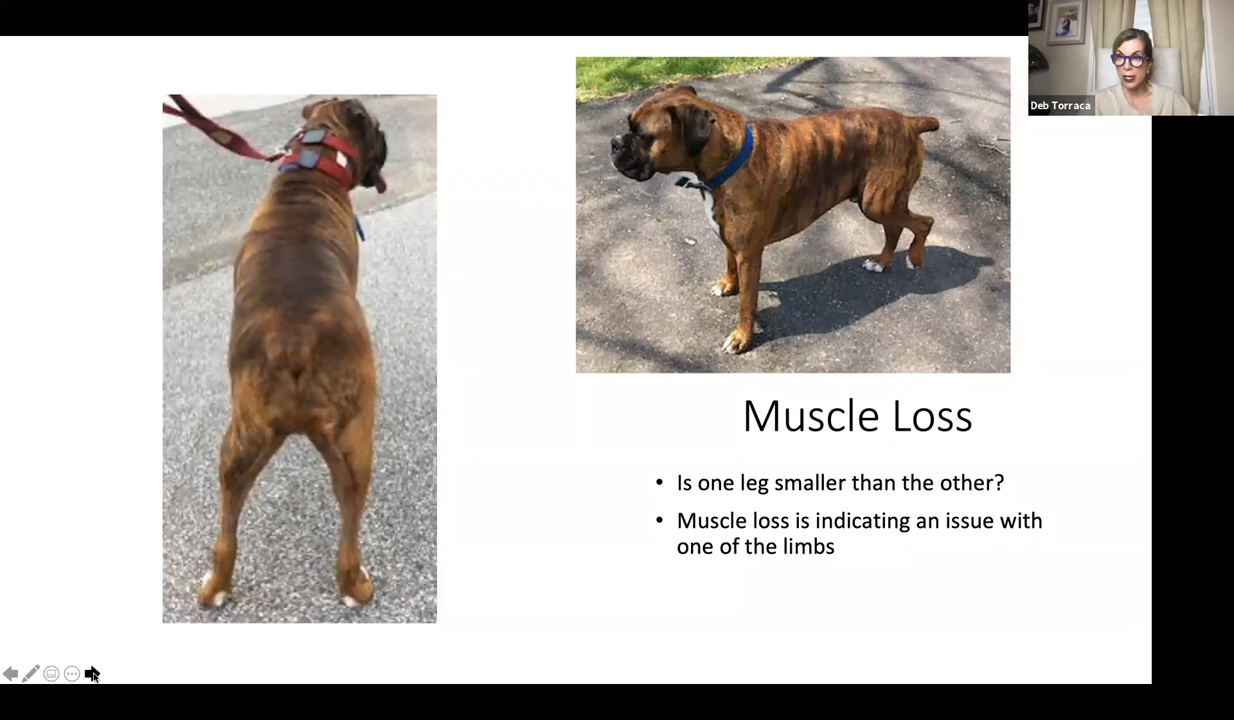 Deb Torraca
Muscle Loss
• Is one leg smaller than the other?
• Muscle loss is indicating an issue with
one of the limbs